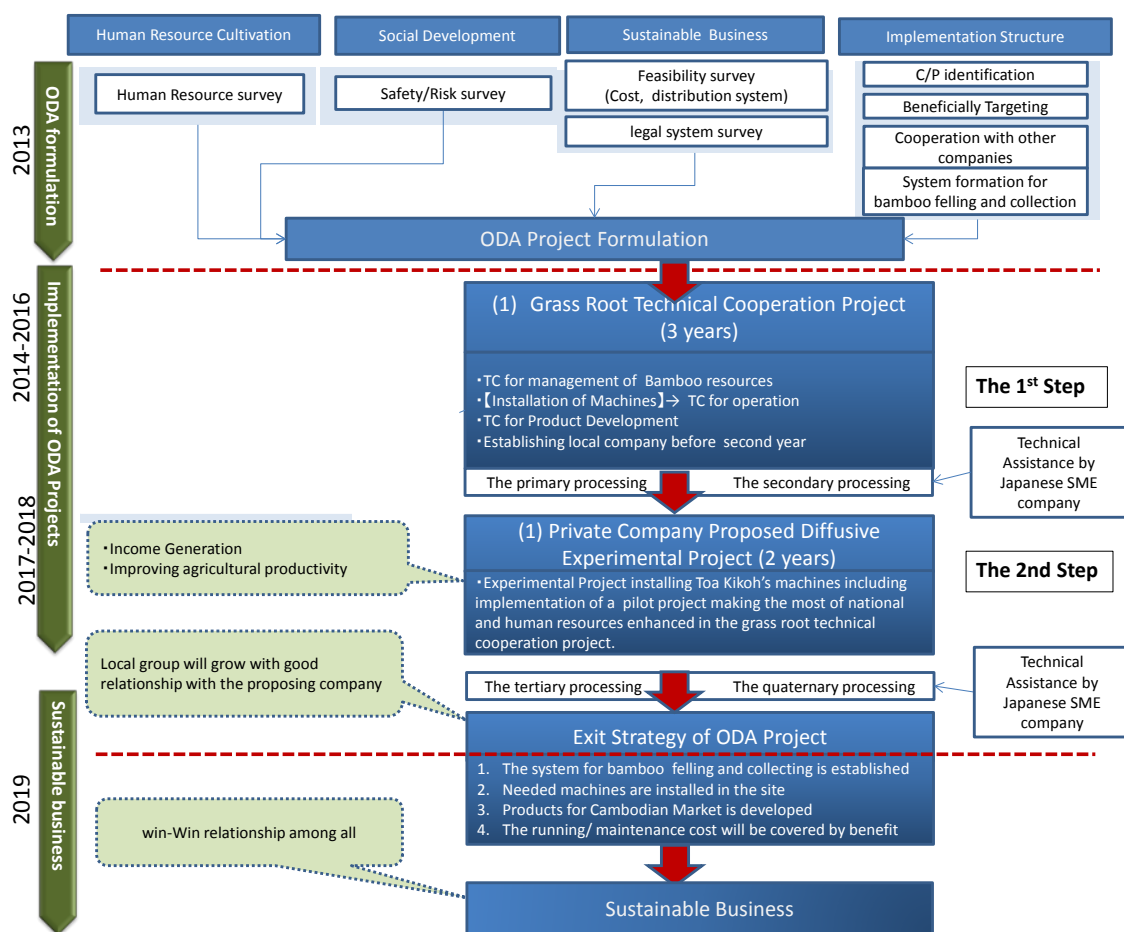 Human Resource Cultivation
Social Development
Sustainable Business
Implementation Structure
2013
ODA formulation
Human Resource survey
Safety/Risk survey
Feasibility survey
(Cost, distribution system)
legal system survey
C/P identification
Beneficially Targeting
Cooperation with other
companies
System formation for
bamboo felling and collection
ODA Project Formulation
2014-2016
2017-2018
Implementation of ODA Projects
(1) Grass Root Technical Cooperation Project
(3 years)
・TC for management of Bamboo resources
・【Installation of Machines】→ TC for operation
・TC for Product Development
・Establishing local company before second year
The 1st Step
The primary processing
The secondary processing
Technical
Assistance by
Japanese SME
company
・Income Generation
・Improving agricultural productivity
(1) Private Company Proposed Diffusive
Experimental Project (2 years)
・Experimental Project installing Toa Kikoh's machines including
implementation of a pilot project making the most of national
and human resources enhanced in the grass root technical
cooperation project.
The 2nd Step
Local group will grow with good
relationship with the proposing company
The tertiary processing
The quaternary processing
Technical
Assistance by
Japanese SME
company
2019
Sustainable business
Exit Strategy of ODA Project
1. The system for bamboo felling and collecting is established
2. Needed machines are installed in the site
3. Products for Cambodian Market is developed
4. The running/ maintenance cost will be covered by benefit
win-Win relationship among all
Sustainable Business